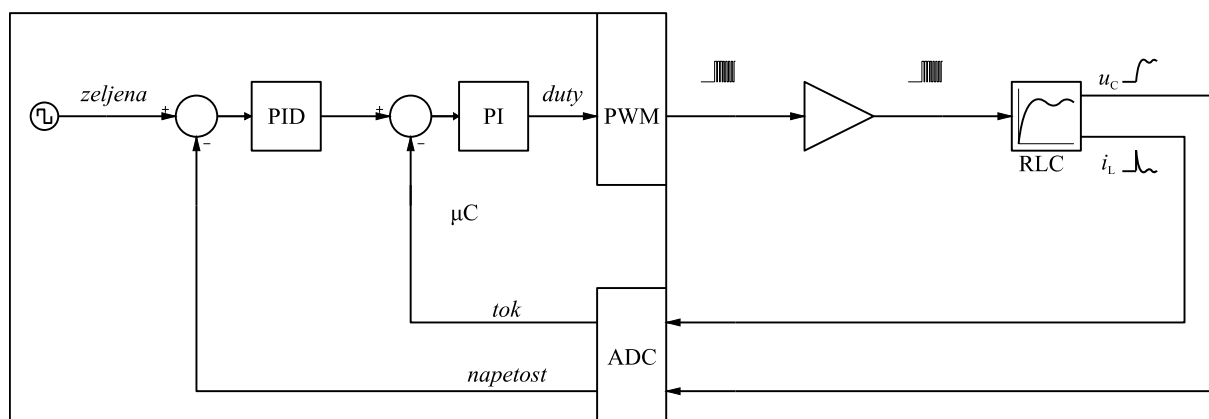 zeljena
+
−
PID
+
−
PI
duty
PWM
RLC
u_C
i_L
μC
tok
napetost
ADC